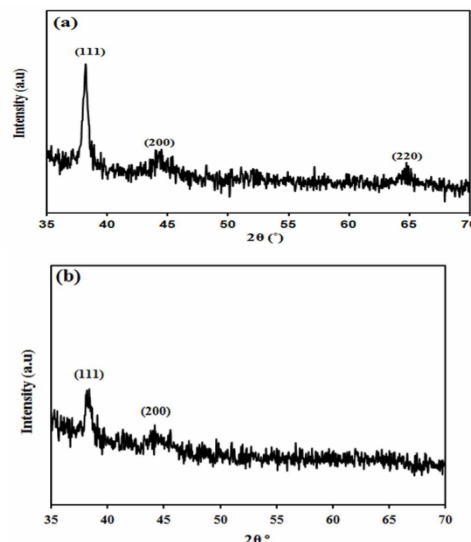 (a)
(111)
(200)
(220)
Intensity (a.u)
35 40 45 50 55 60 65 70
2θ (°)
(b)
(111)
(200)
Intensity (a.u)
35 40 45 50 55 60 65 70
2θ °